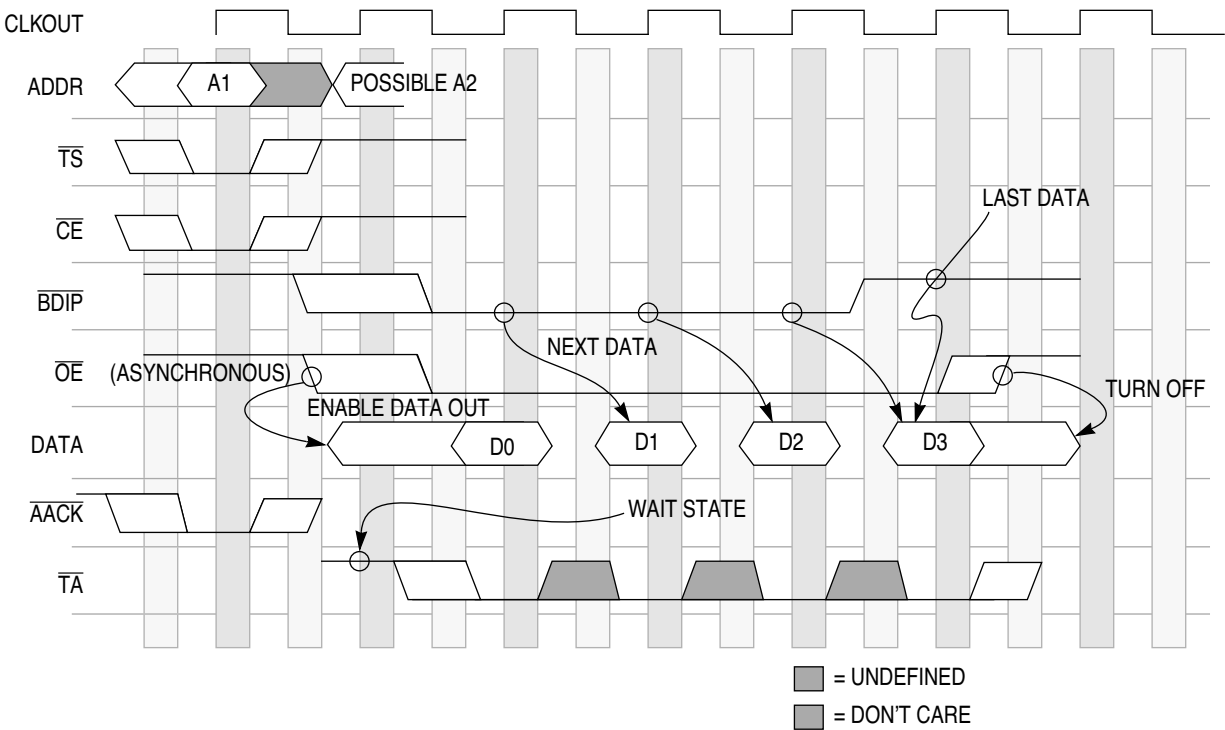 CLKOUT
ADDR
A1
POSSIBLE A2
TS
CE
LAST DATA
BDIP
NEXT DATA
OE
(ASYNCHRONOUS)
TURN OFF
ENABLE DATA OUT
DATA
D0
D1
D2
D3
AACK
WAIT STATE
TA
= UNDEFINED
= DON'T CARE